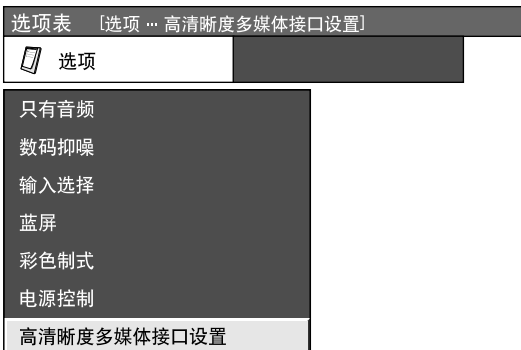 选项表 [选项 ··· 高清晰度多媒体接口设置]
选项
只有音频
数码抑噪
输入选择
蓝屏
彩色制式
电源控制
高清晰度多媒体接口设置